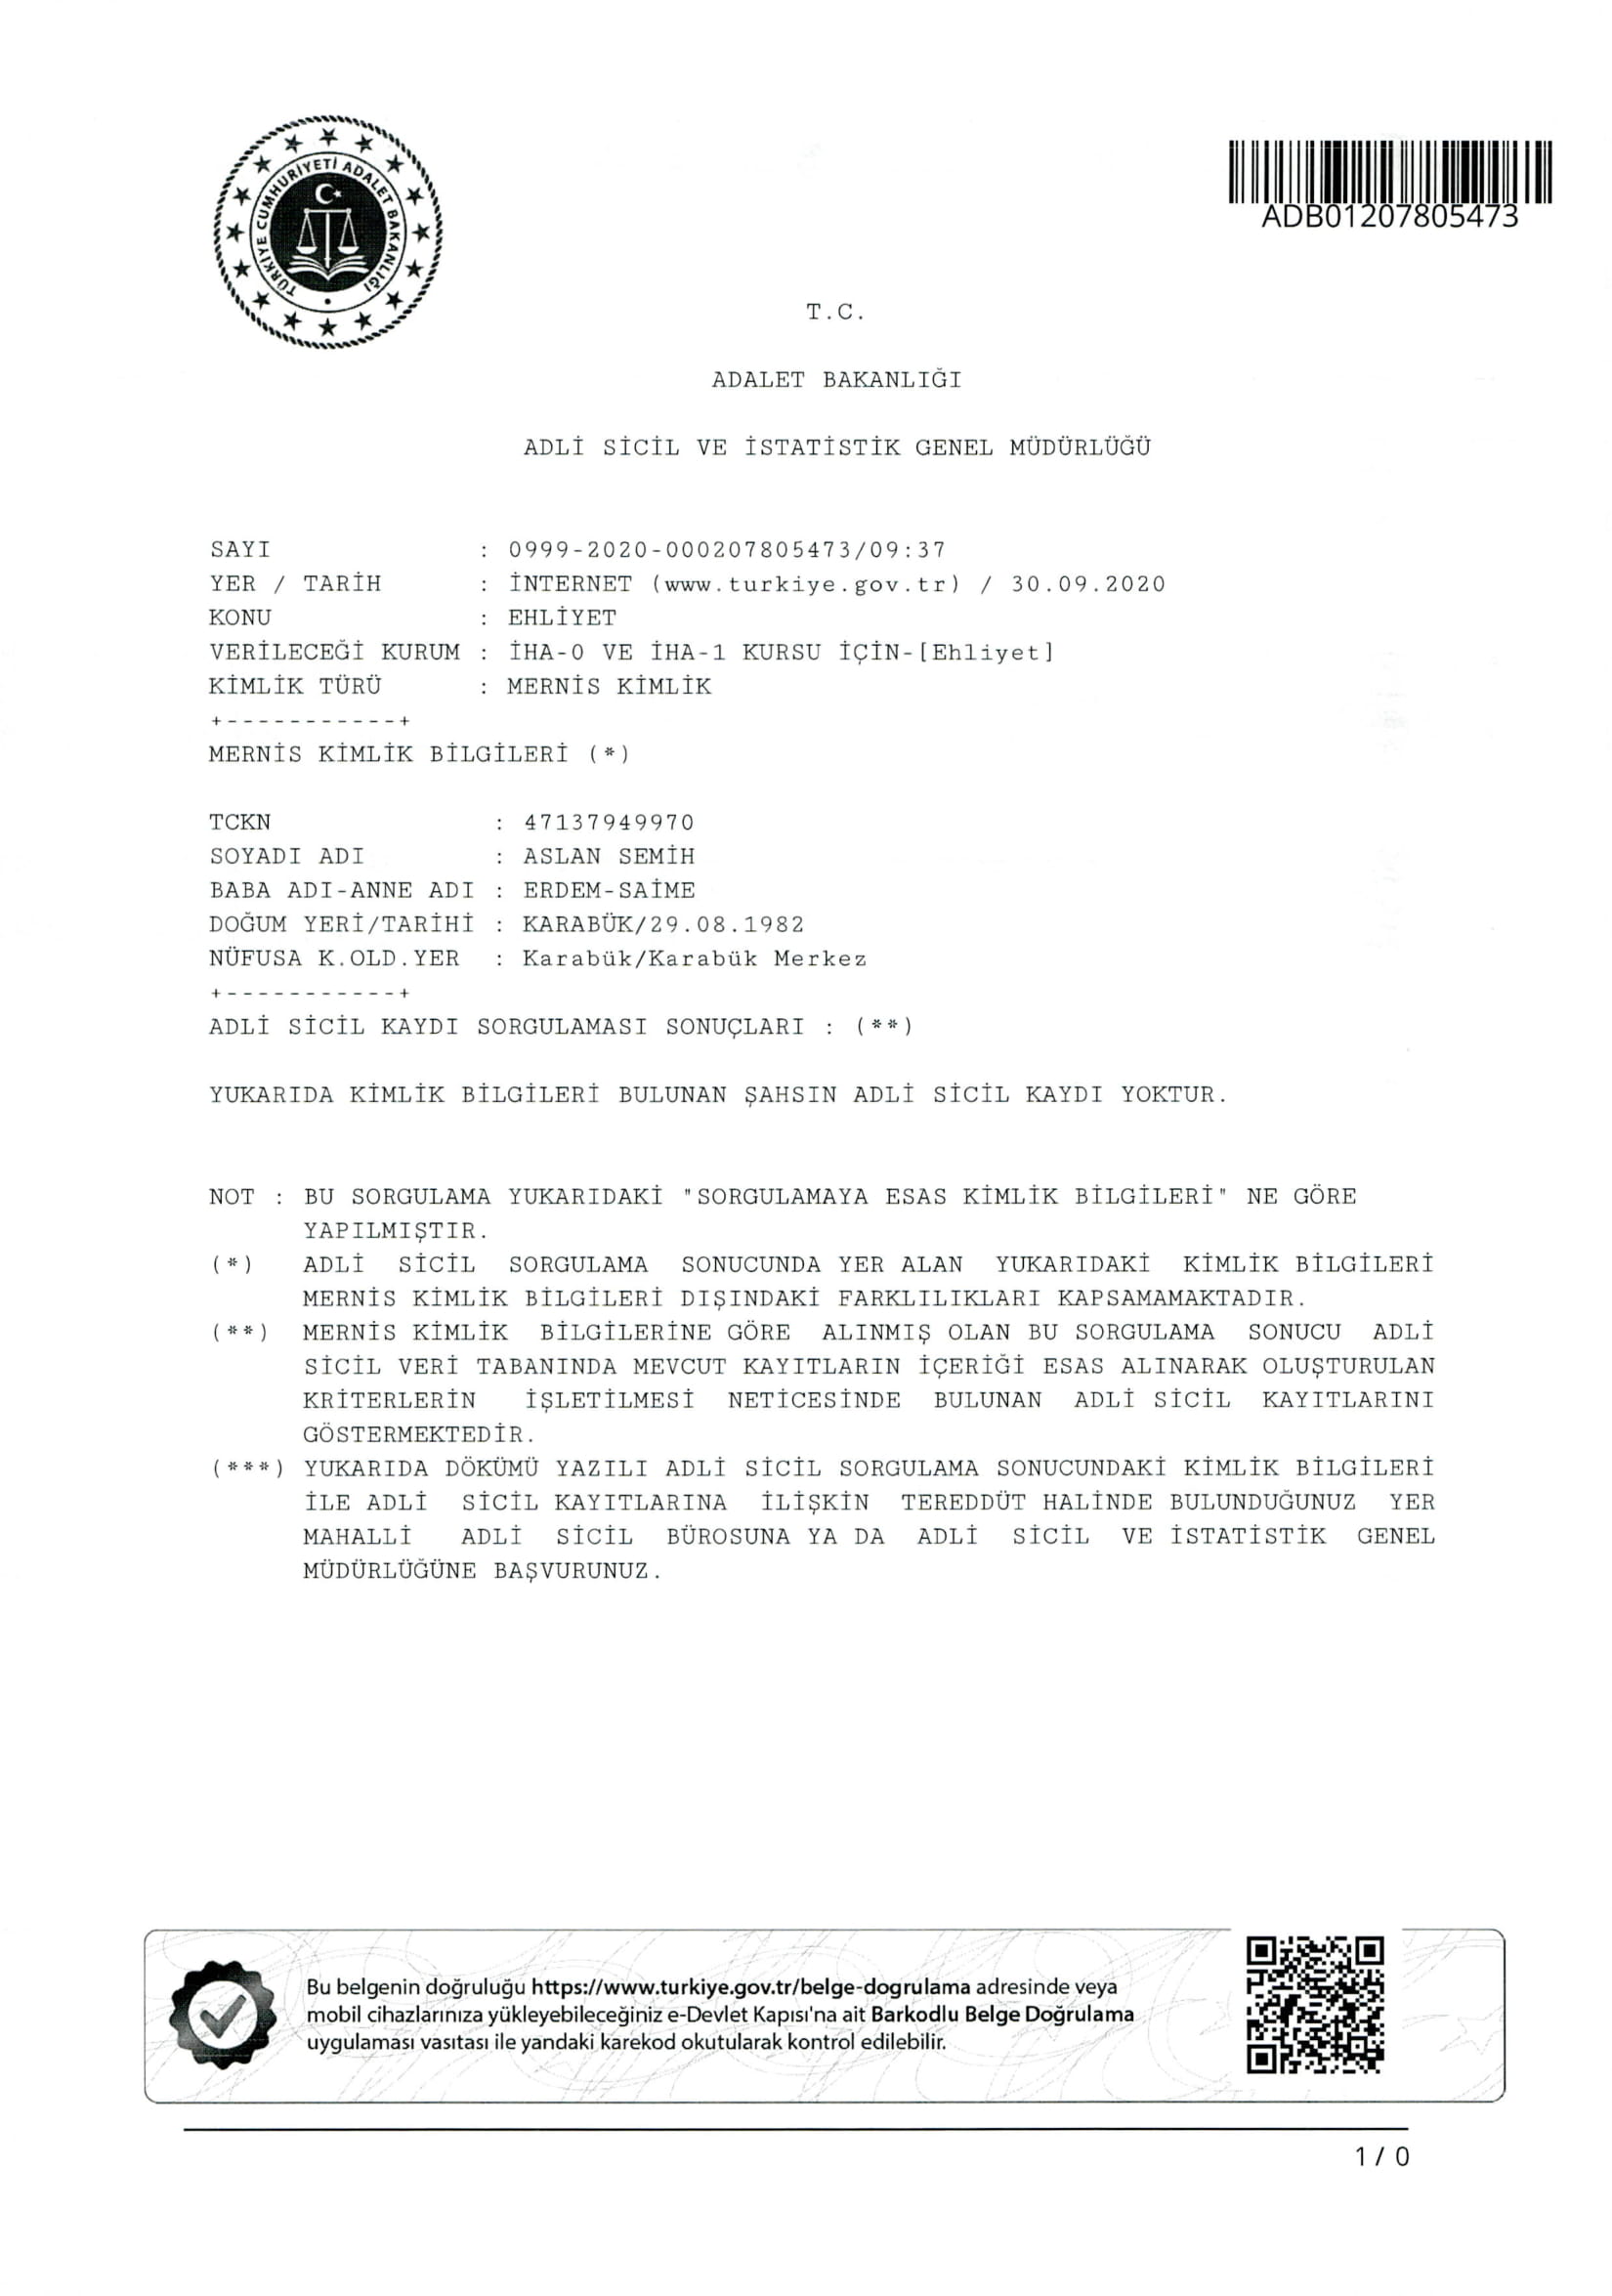 TÜRKİYE CUMHURİYETİ ADALET BAKANLIĞI
ADB01207805473
T.C.
ADALET BAKANLIĞI
ADLİ SİCİL VE İSTATİSTİK GENEL MÜDÜRLÜĞÜ
SAYI : 0999-2020-000207805473/09:37
YER / TARİH : İNTERNET (www.turkiye.gov.tr) / 30.09.2020
KONU : EHLİYET
VERİLECEĞİ KURUM : İHA-0 VE İHA-1 KURSU İÇİN-[Ehliyet]
KİMLİK TÜRÜ : MERNİS KİMLİK
+-----------+
MERNİS KİMLİK BİLGİLERİ (*)
TCKN : 47137949970
SOYADI ADI : ASLAN SEMİH
BABA ADI-ANNE ADI : ERDEM-SAİME
DOĞUM YERİ/TARİHİ : KARABÜK/29.08.1982
NÜFUSA K.OLD.YER : Karabük/Karabük Merkez
+-----------+
ADLİ SİCİL KAYDI SORGULAMASI SONUÇLARI : (**)
YUKARIDA KİMLİK BİLGİLERİ BULUNAN ŞAHSIN ADLİ SİCİL KAYDI YOKTUR.
NOT : BU SORGULAMA YUKARIDAKİ "SORGULAMAYA ESAS KİMLİK BİLGİLERİ" NE GÖRE
YAPILMIŞTIR.
(*) ADLİ SİCİL SORGULAMA SONUCUNDA YER ALAN YUKARIDAKİ KİMLİK BİLGİLERİ
MERNİS KİMLİK BİLGİLERİ DIŞINDAKİ FARKLILIKLARI KAPSAMAMAKTADIR.
(**) MERNİS KİMLİK BİLGİLERİNE GÖRE ALINMIŞ OLAN BU SORGULAMA SONUCU ADLİ
SİCİL VERİ TABANINDA MEVCUT KAYITLARIN İÇERİĞİ ESAS ALINARAK OLUŞTURULAN
KRİTERLERİN İŞLETİLMESİ NETİCESİNDE BULUNAN ADLİ SİCİL KAYITLARINI
GÖSTERMEKTEDİR.
(***) YUKARIDA DÖKÜMÜ YAZILI ADLİ SİCİL SORGULAMA SONUCUNDAKİ KİMLİK BİLGİLERİ
İLE ADLİ SİCİL KAYITLARINA İLİŞKİN TEREDDÜT HALİNDE BULUNDUĞUNUZ YER
MAHALLİ ADLİ SİCİL BÜROSUNA YA DA ADLİ SİCİL VE İSTATİSTİK GENEL
MÜDÜRLÜĞÜNE BAŞVURUNUZ.
Bu belgenin doğruluğu https://www.turkiye.gov.tr/belge-dogrulama adresinde veya
mobil cihazlarınıza yükleyebileceğiniz e-Devlet Kapısı'na ait Barkodlu Belge Doğrulama
uygulaması vasıtası ile yandaki karekod okutularak kontrol edilebilir.
1 / 0